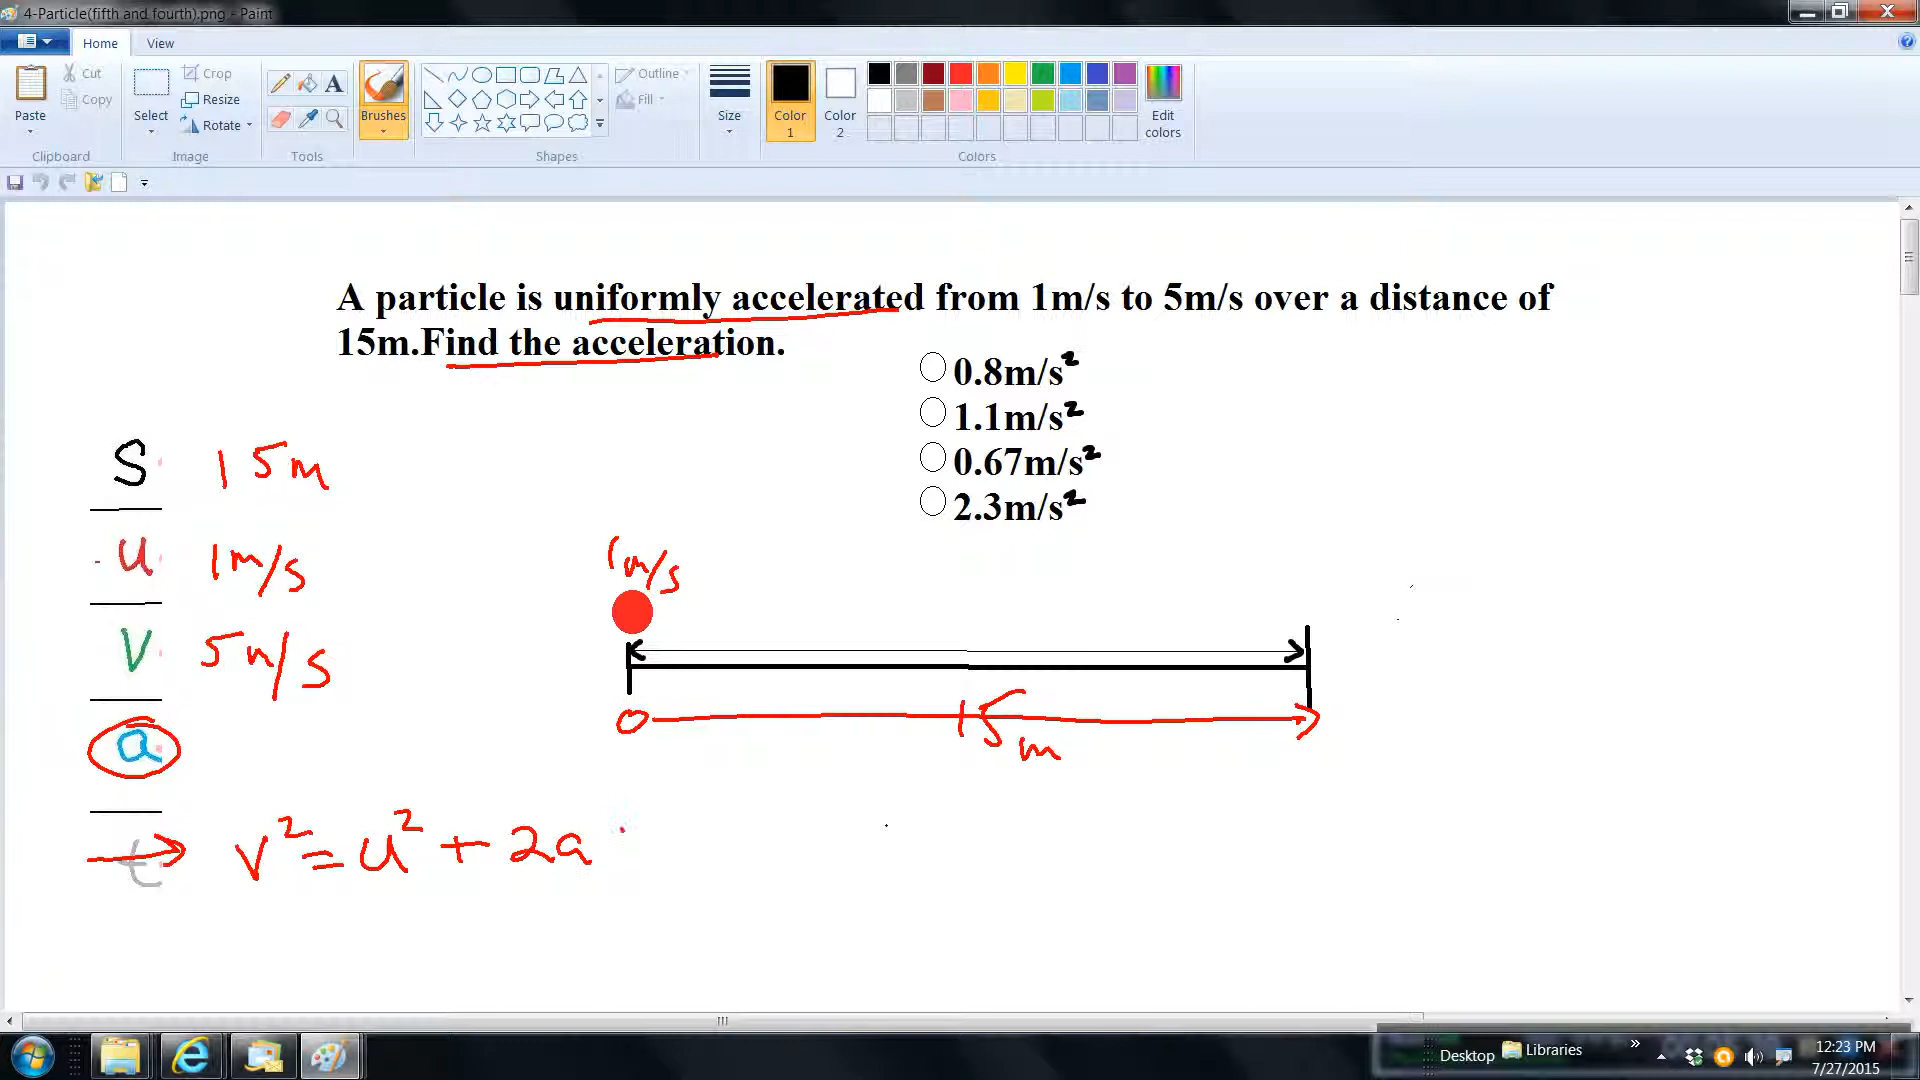 4-Particle(fifth and fourth).png - Paint
Home View
Paste
Cut
Copy
Clipboard
Select
Crop
Resize
Rotate
Image
A
Tools
Brushes
Outline
Fill
Shapes
Size
Color 1
Color 2
Edit colors
Colors
A particle is uniformly accelerated from 1m/s to 5m/s over a distance of
15m.Find the acceleration.
0.8m/s²
1.1m/s²
0.67m/s²
2.3m/s²
S 15m
u 1m/s
V 5m/s
a
t
v² = u² + 2a
1m/s
0 15m
Desktop Libraries »
12:23 PM
7/27/2015